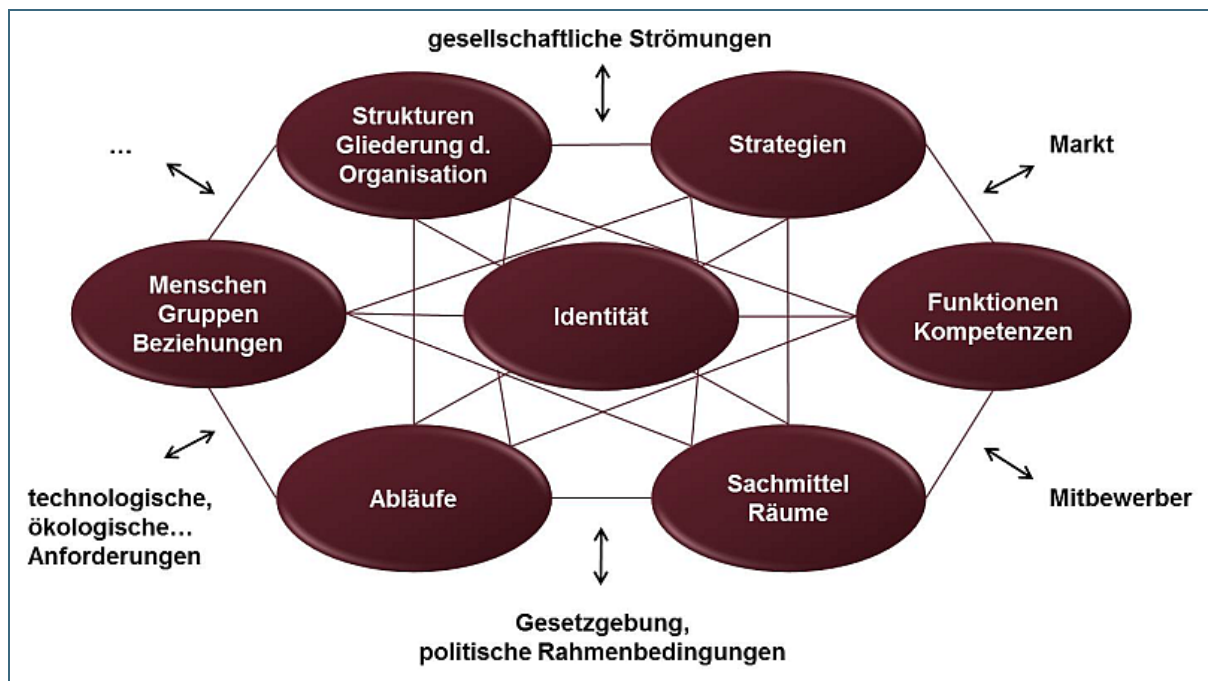 gesellschaftliche Strömungen
Strukturen
Gliederung d.
Organisation
Strategien
...
Markt
Menschen
Gruppen
Beziehungen
Identität
Funktionen
Kompetenzen
technologische,
ökologische...
Anforderungen
Abläufe
Sachmittel
Räume
Mitbewerber
Gesetzgebung,
politische Rahmenbedingungen